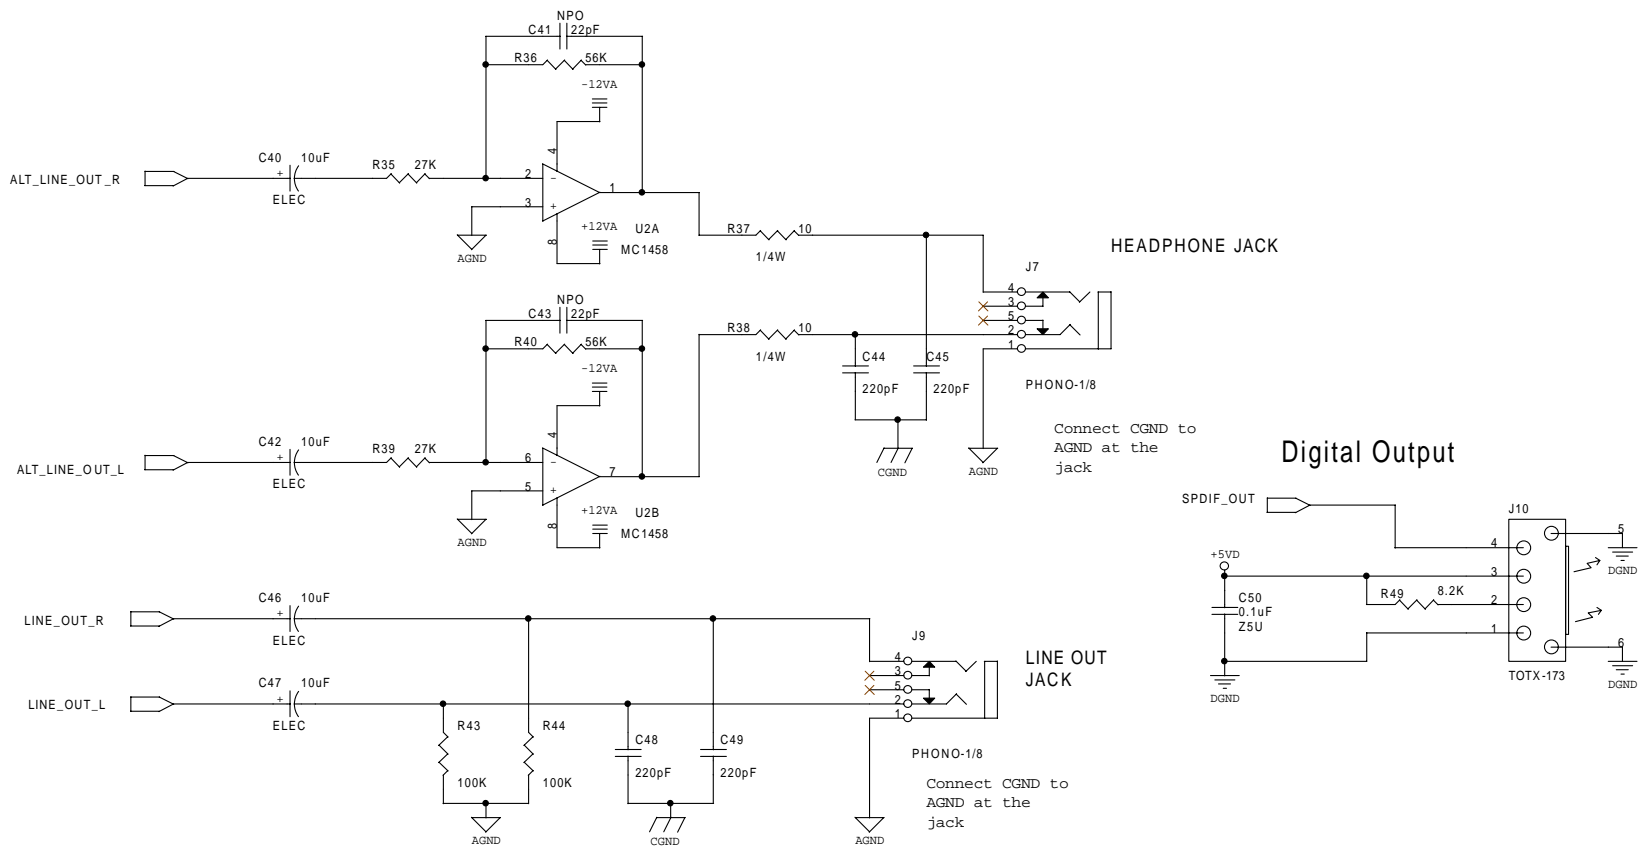 NPO
C41 22pF
R36 56K
-12VA
4
C40 10uF
+
ELEC
R35 27K
ALT_LINE_OUT_R
2 - 1
3 +
8
+12VA
U2A
MC1458
AGND
R37 10
1/4W
HEADPHONE JACK
J7
4
3
5
2
1
PHONO-1/8
NPO
C43 22pF
R40 56K
-12VA
4
R38 10
1/4W
C44
220pF
C45
220pF
CGND
AGND
Connect CGND to
AGND at the
jack
C42 10uF
+
ELEC
R39 27K
ALT_LINE_OUT_L
6 - 7
5 +
8
+12VA
U2B
MC1458
AGND
Digital Output
SPDIF_OUT
J10
5
4
3
2
1
6
DGND
+5VD
C50
0.1uF
Z5U
R49 8.2K
DGND
DGND
TOTX-173
C46 10uF
+
ELEC
LINE_OUT_R
C47 10uF
+
ELEC
LINE_OUT_L
J9
4
3
5
2
1
LINE OUT
JACK
PHONO-1/8
R43
100K
R44
100K
C48
220pF
C49
220pF
AGND
CGND
AGND
Connect CGND to
AGND at the
jack